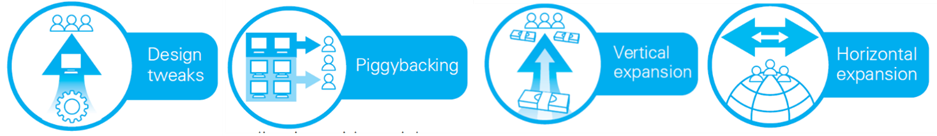 Design
tweaks
Piggybacking
Vertical
expansion
Horizontal
expansion